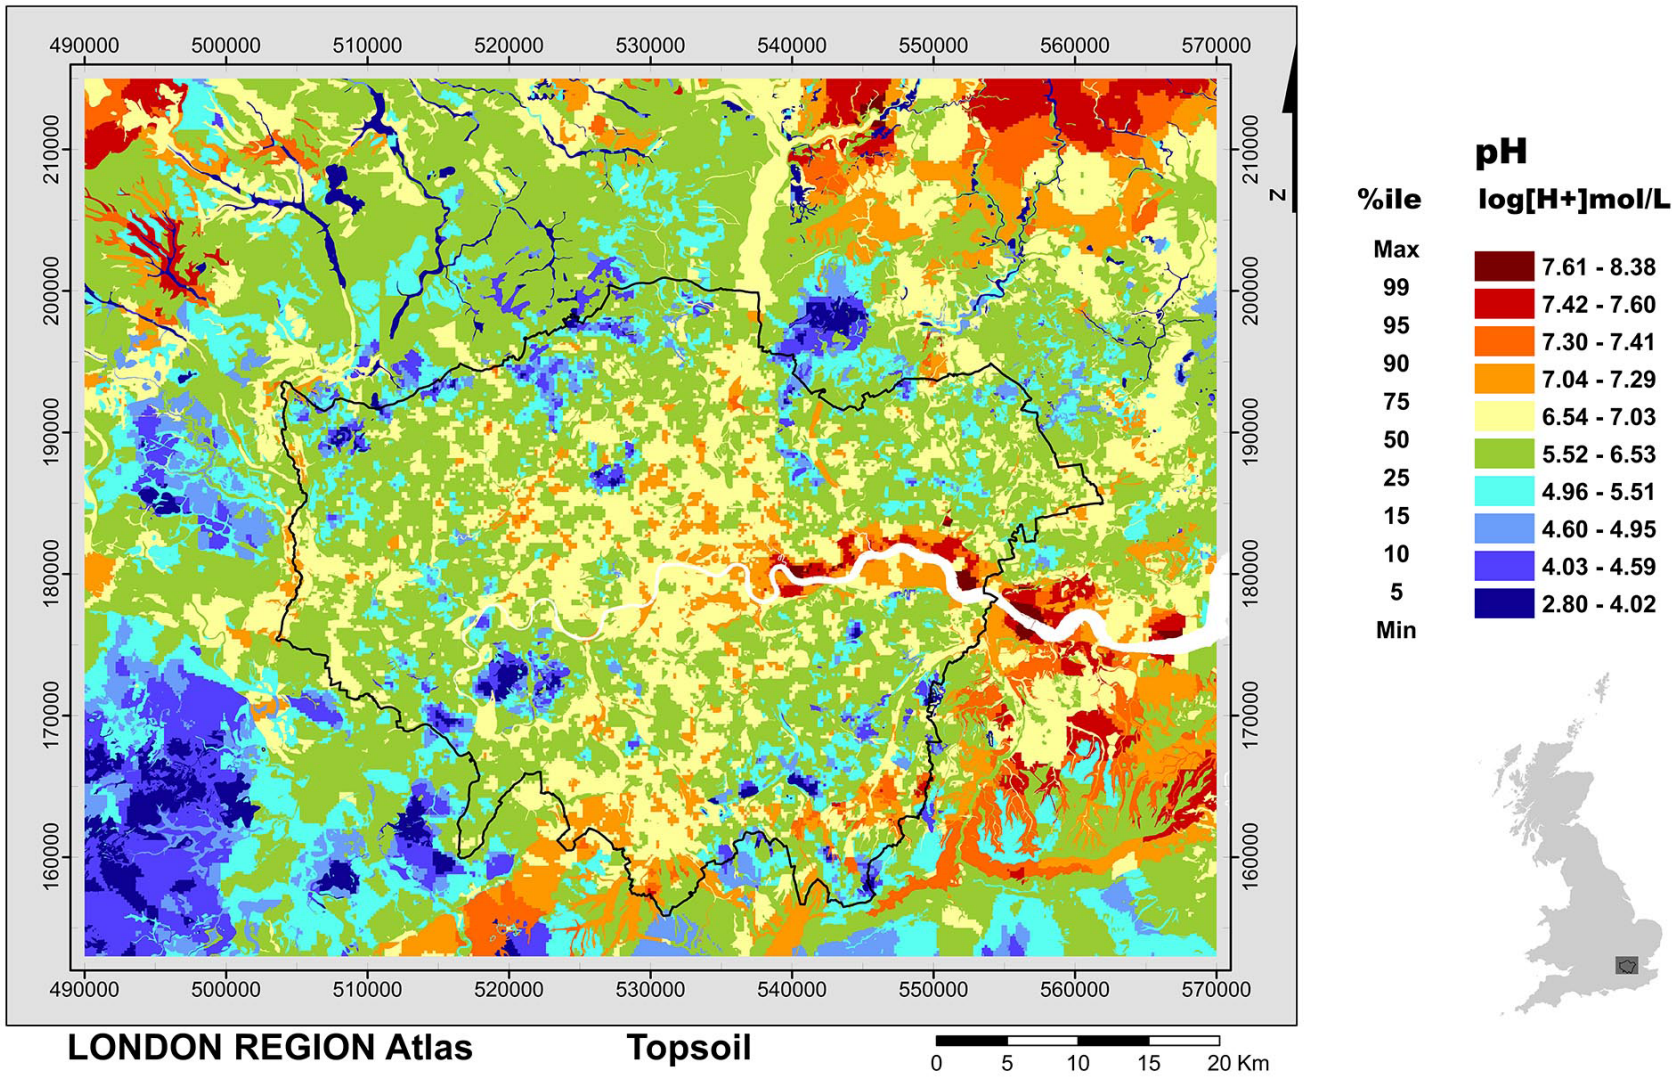 490000 500000 510000 520000 530000 540000 550000 560000 570000
210000
200000
190000
180000
170000
160000
210000
200000
190000
180000
170000
160000
N
490000 500000 510000 520000 530000 540000 550000 560000 570000
LONDON REGION Atlas
Topsoil
0 5 10 15 20 Km
pH
%ile log[H+]mol/L
Max
7.61 - 8.38
99
7.42 - 7.60
95
7.30 - 7.41
90
7.04 - 7.29
75
6.54 - 7.03
50
5.52 - 6.53
25
4.96 - 5.51
15
4.60 - 4.95
10
4.03 - 4.59
5
2.80 - 4.02
Min